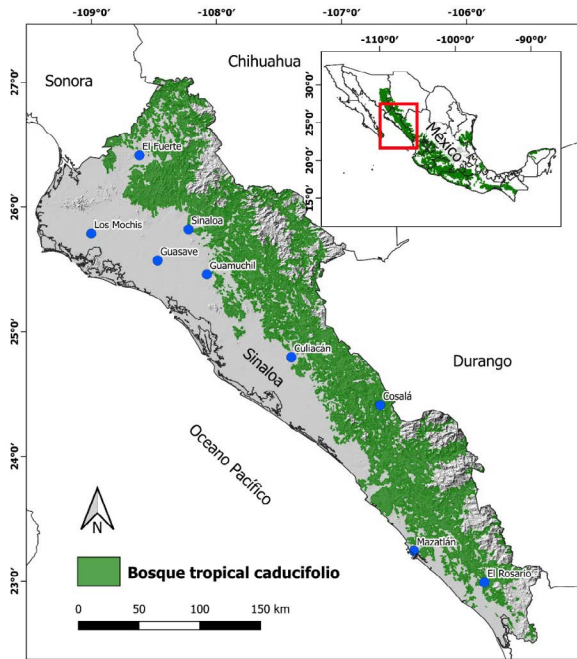 -109°0'
-108°0'
-107°0'
-106°0'
Chihuahua
Sonora
-110°0'
-100°0'
-90°0'
30°0'
25°0'
20°0'
15°0'
México
27°0'
26°0'
25°0'
24°0'
23°0'
El Fuerte
Los Mochis
Sinaloa
Guasave
Guamuchil
Culiacán
Sinaloa
Durango
Cosalá
Oceano Pacífico
N
Mazatlán
El Rosario
Bosque tropical caducifolio
0 50 100 150 km